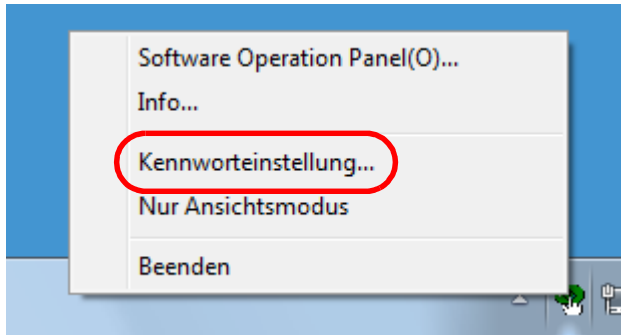 Software Operation Panel(O)...
Info...
Kennworteinstellung...
Nur Ansichtsmodus
Beenden